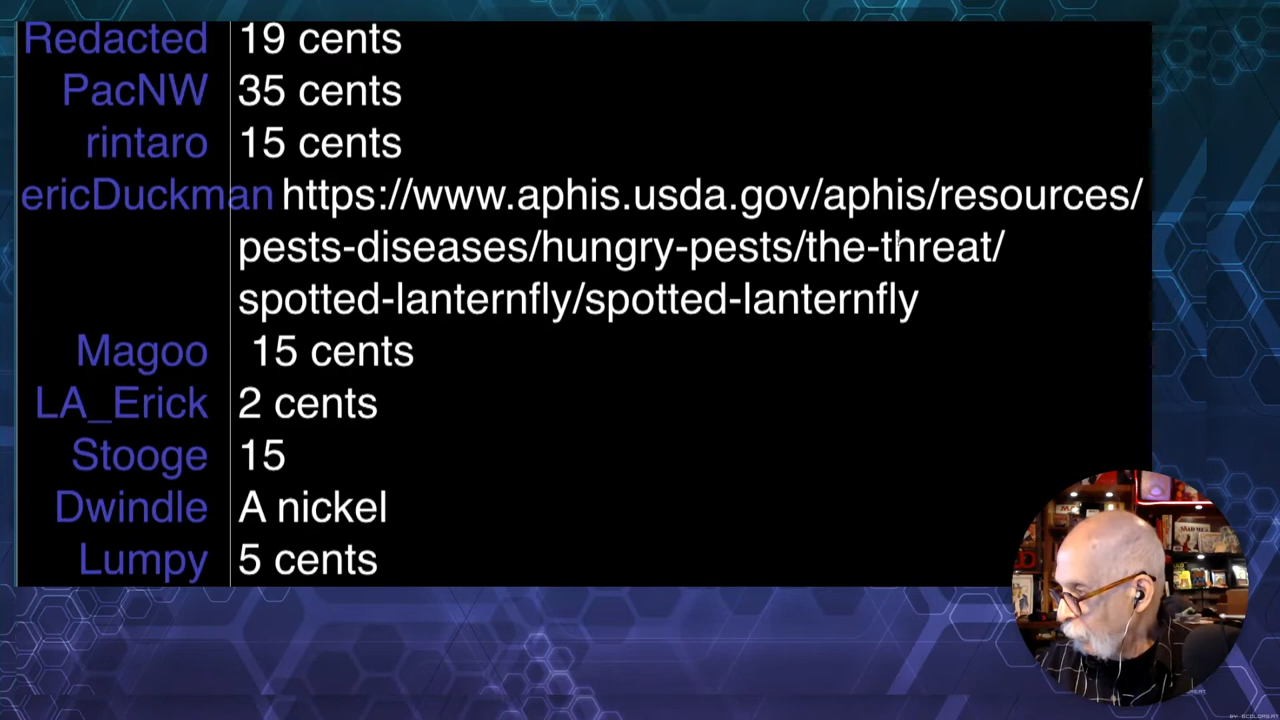 Redacted 19 cents
PacNW 35 cents
rintaro 15 cents
ericDuckman https://www.aphis.usda.gov/aphis/resources/
pests-diseases/hungry-pests/the-threat/
spotted-lanternfly/spotted-lanternfly
Magoo 15 cents
LA_Erick 2 cents
Stooge 15
Dwindle A nickel
Lumpy 5 cents